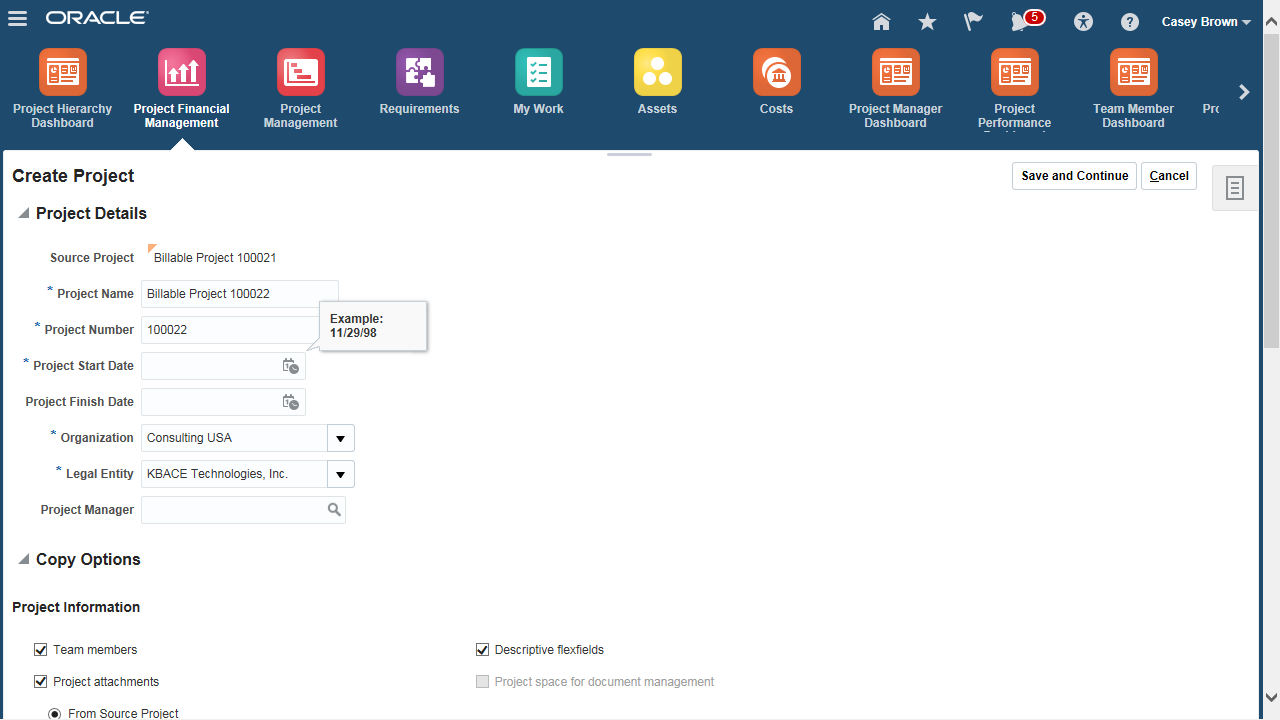 ORACLE
5
Casey Brown
Project Hierarchy
Dashboard
Project Financial
Management
Project
Management
Requirements
My Work
Assets
Costs
Project Manager
Dashboard
Project
Performance
Team Member
Dashboard
Pro
Create Project
Save and Continue
Cancel
Project Details
Source Project
Billable Project 100021
* Project Name
Billable Project 100022
* Project Number
100022
Example:
11/29/98
* Project Start Date
Project Finish Date
* Organization
Consulting USA
* Legal Entity
KBACE Technologies, Inc.
Project Manager
Copy Options
Project Information
Team members
Descriptive flexfields
Project attachments
Project space for document management
From Source Project